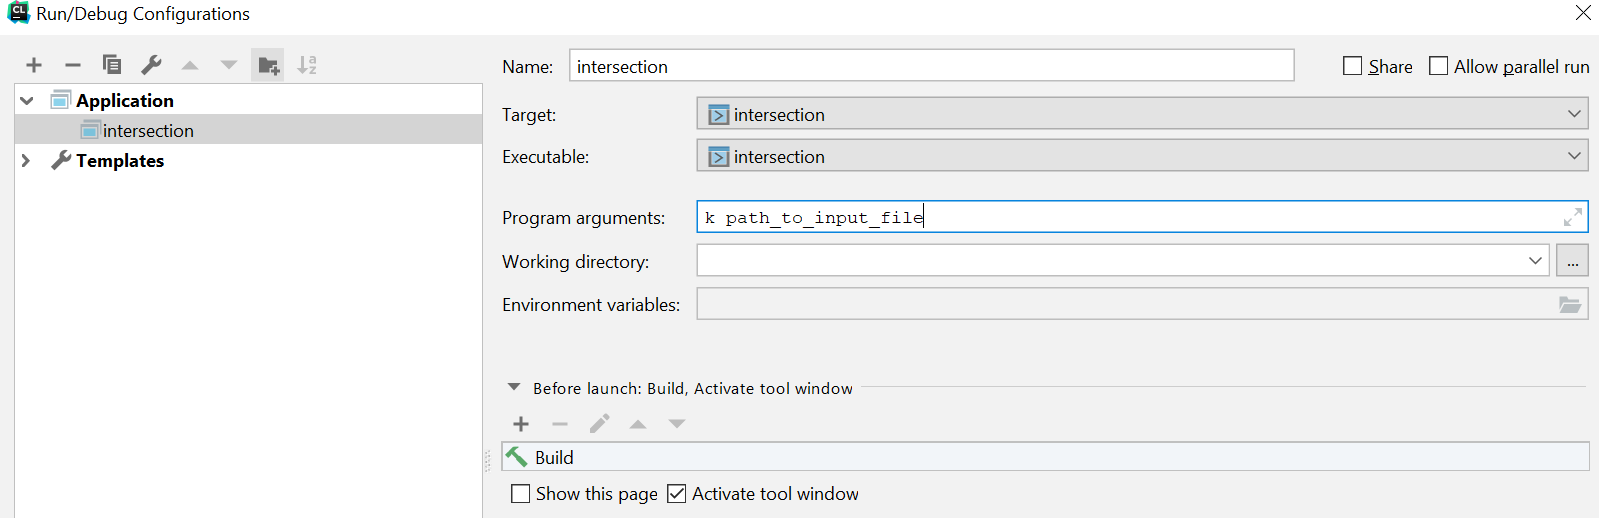 CL Run/Debug Configurations
a
z
Name: intersection Share Allow parallel run
Application
Target: intersection
intersection
Executable: intersection
Templates
Program arguments: k path_to_input_file
Working directory: ...
Environment variables:
Before launch: Build, Activate tool window
Build
Show this page Activate tool window